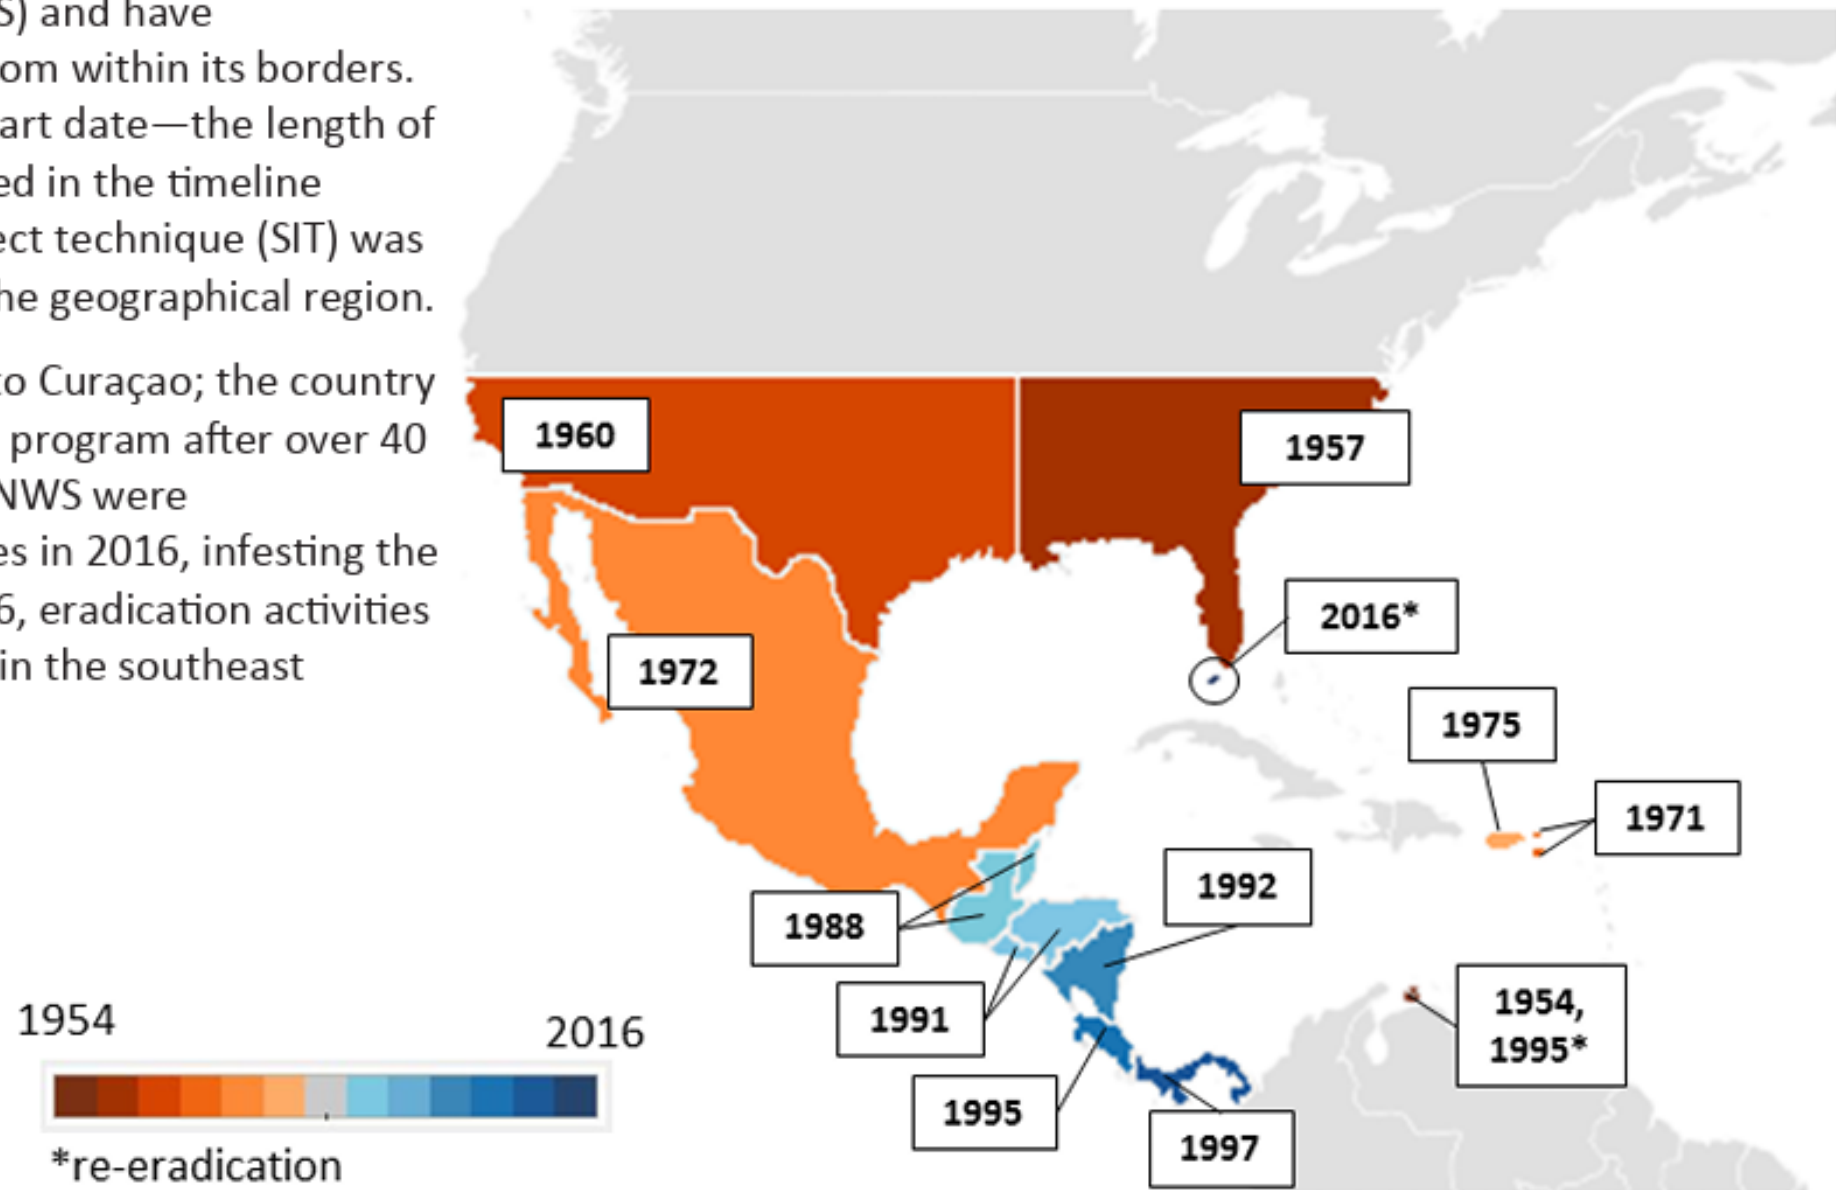 S) and have
om within its borders.
art date—the length of
ed in the timeline
ect technique (SIT) was
he geographical region.
to Curaçao; the country
program after over 40
NWS were
es in 2016, infesting the
6, eradication activities
in the southeast
1960
1957
2016*
1972
1975
1971
1992
1988
1991
1954,
1995*
1995
1997
1954
2016
*re-eradication